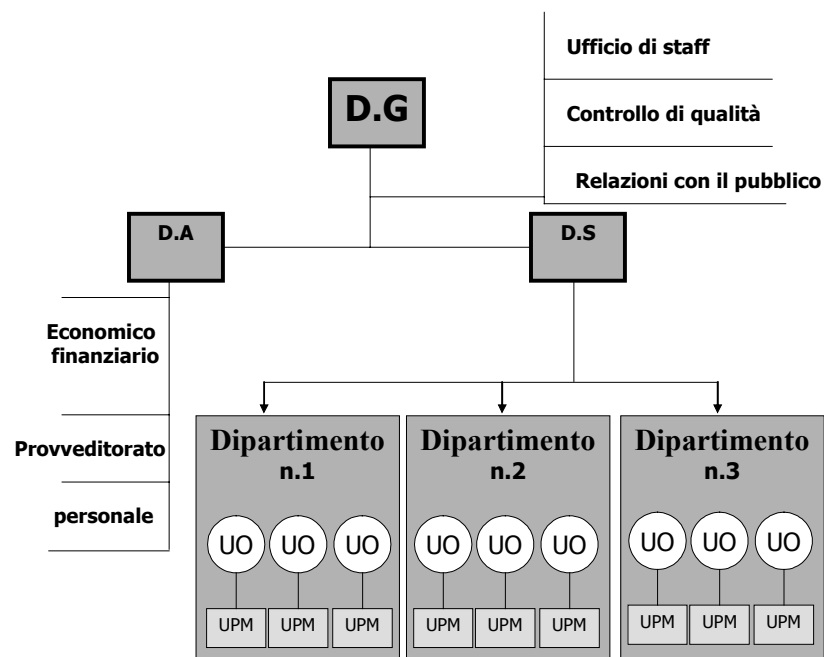 Ufficio di staff
D.G
Controllo di qualità
Relazioni con il pubblico
D.A
D.S
Economico
finanziario
Provveditorato
personale
Dipartimento
n.1
UO UO UO
UPM UPM UPM
Dipartimento
n.2
UO UO UO
UPM UPM UPM
Dipartimento
n.3
UO UO UO
UPM UPM UPM